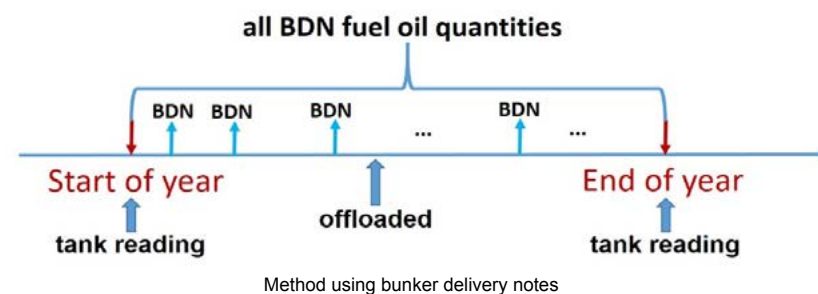 all BDN fuel oil quantities
BDN BDN BDN ... BDN ...
Start of year End of year
offloaded
tank reading tank reading
Method using bunker delivery notes